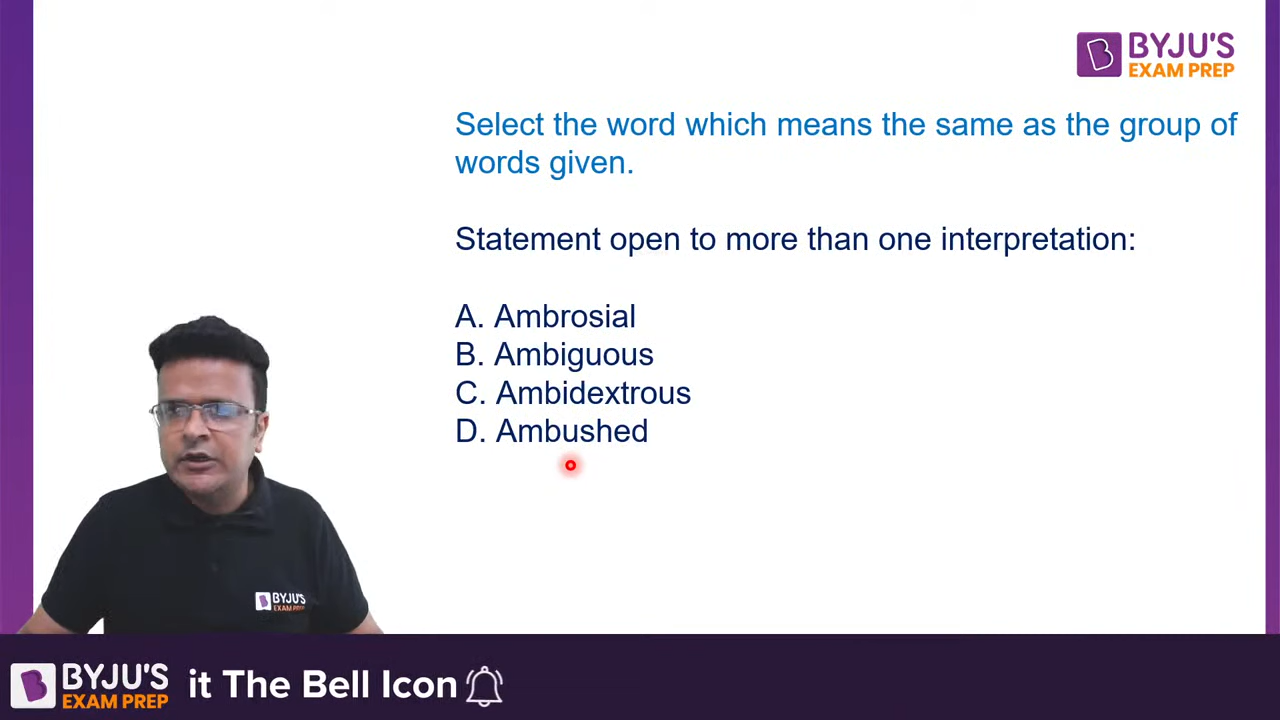 BYJU'S
EXAM PREP
Select the word which means the same as the group of
words given.
Statement open to more than one interpretation:
A. Ambrosial
B. Ambiguous
C. Ambidextrous
D. Ambushed
BYJU'S
EXAM PREP
BYJU'S
EXAM PREP
it The Bell Icon